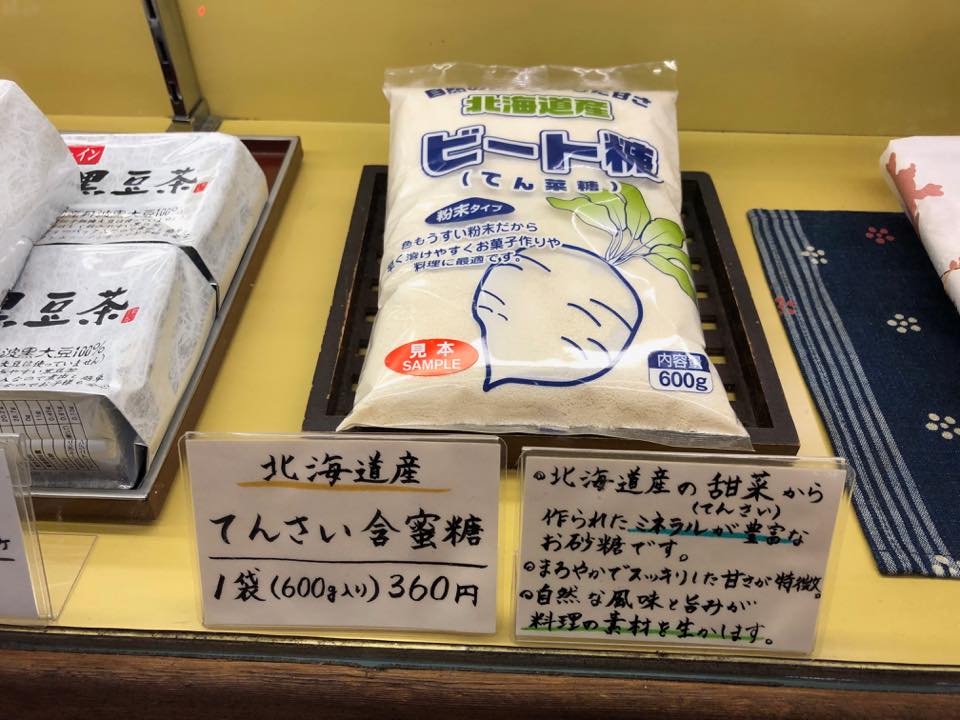 イン
黒豆茶
豆茶
大豆100%
北海道産
ビート糖
(てん菜糖)
粉末タイプ
色もうすい粉末だから
溶けやすくお菓子作りや
料理に最適です。
見本
SAMPLE
内容量
600g
北海道産
てんさい含蜜糖
1袋(600g入り)360円
北海道産の甜菜から
(てんさい)
作られたミネラルが豊富な
お砂糖です。
まろやかでスッキリした甘さが特徴。
自然な風味と旨みが
料理の素材を生かします。